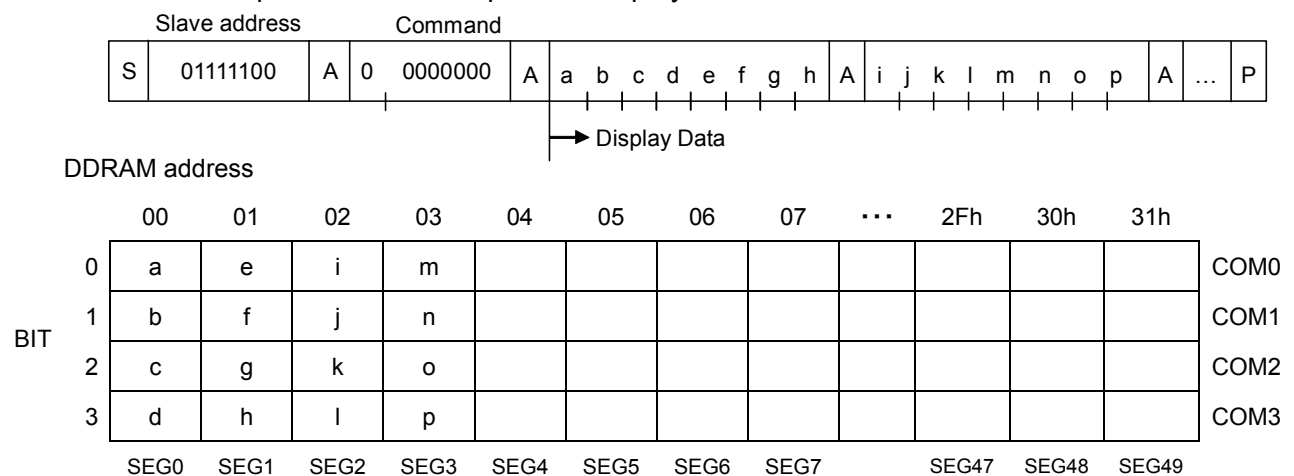 Slave address Command
S 01111100 A 0 0000000 A a b c d e f g h A i j k l m n o p A … P
Display Data
DDRAM address
00 01 02 03 04 05 06 07 ··· 2Fh 30h 31h
0 a e i m COM0
1 b f j n COM1
BIT
2 c g k o COM2
3 d h l p COM3
SEG0 SEG1 SEG2 SEG3 SEG4 SEG5 SEG6 SEG7 SEG47 SEG48 SEG49